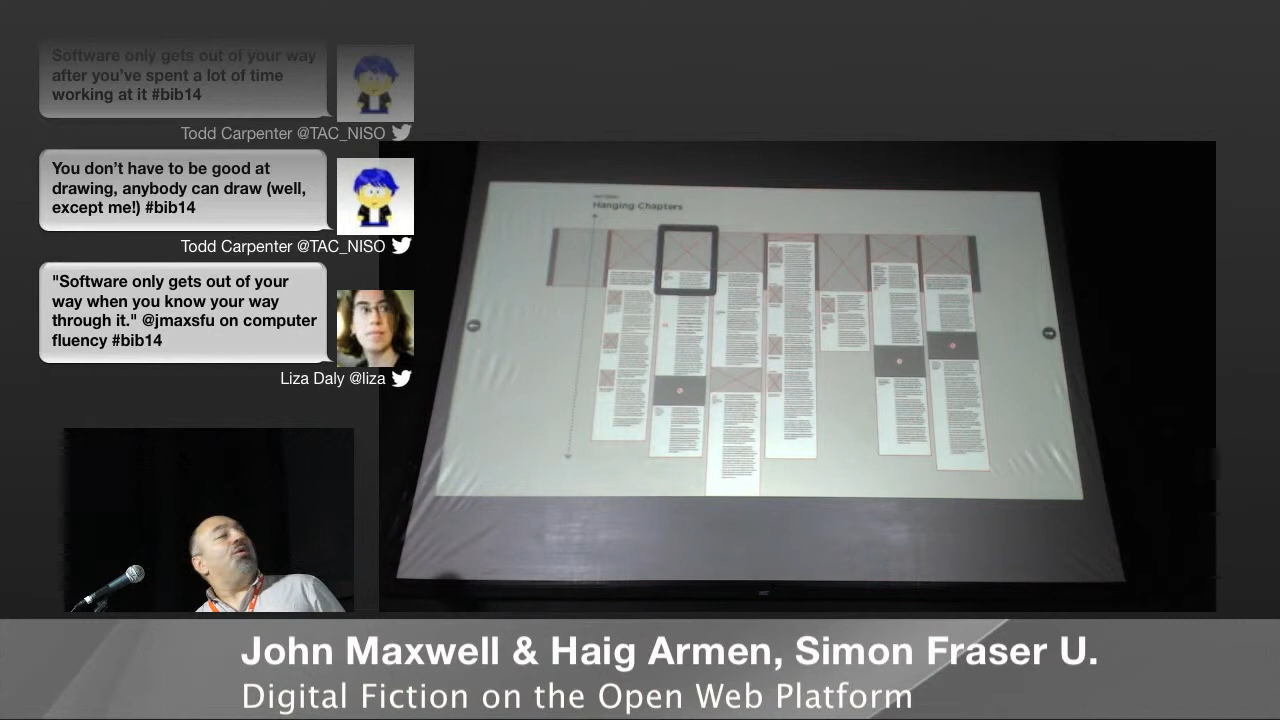 Software only gets out of your way
after you've spent a lot of time
working at it #bib14
Todd Carpenter @TAC_NISO
You don't have to be good at
drawing, anybody can draw (well,
except me!) #bib14
Todd Carpenter @TAC_NISO
"Software only gets out of your
way when you know your way
through it." @jmaxsfu on computer
fluency #bib14
Liza Daly @liza
Hanging Chapters
John Maxwell & Haig Armen, Simon Fraser U.
Digital Fiction on the Open Web Platform